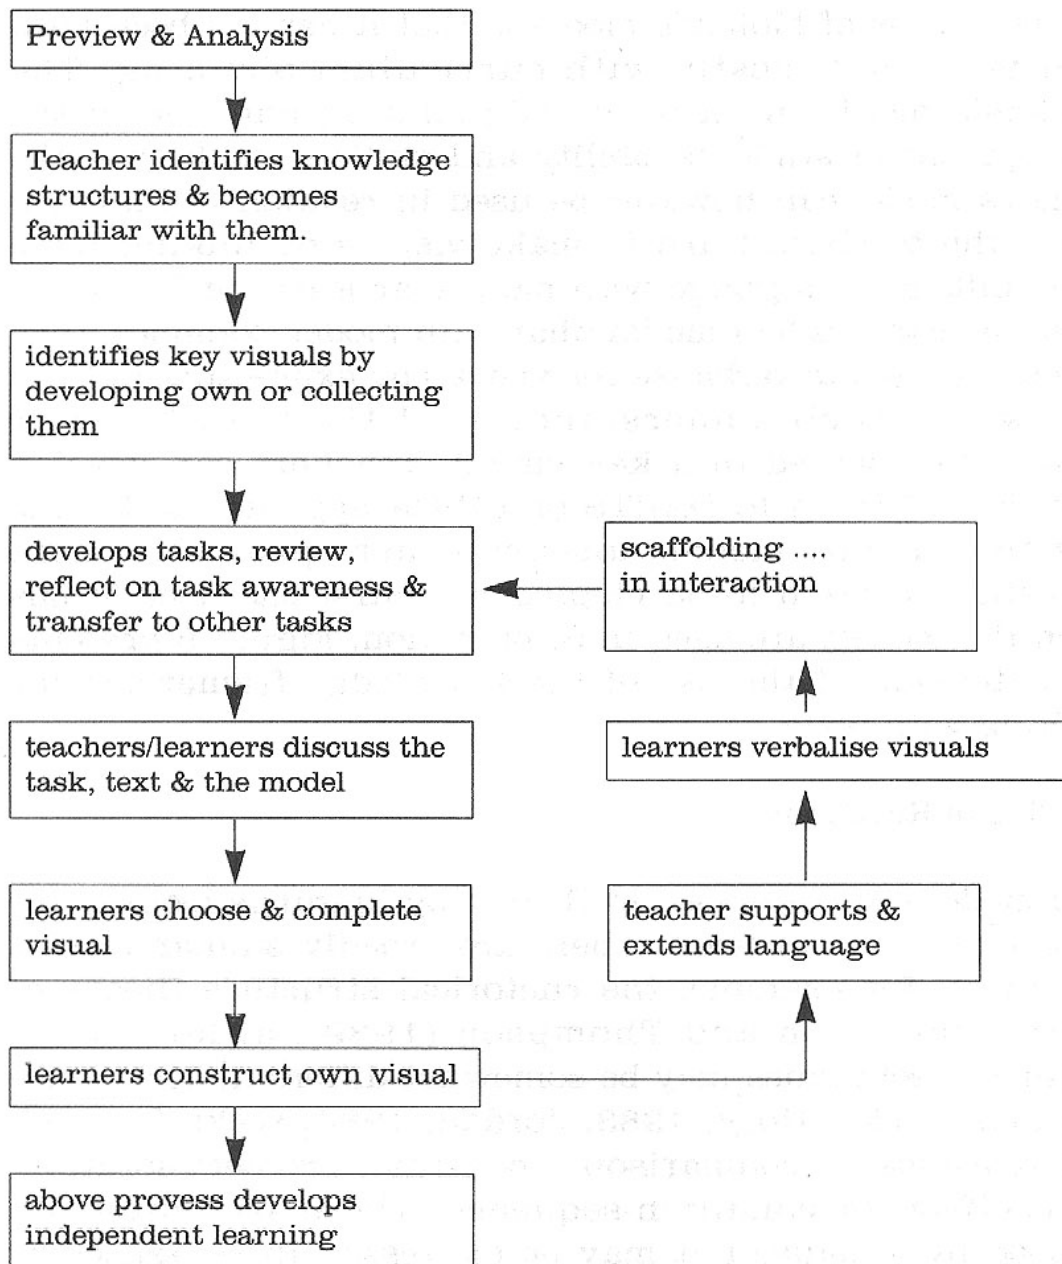 Preview & Analysis
Teacher identifies knowledge
structures & becomes
familiar with them.
identifies key visuals by
developing own or collecting
them
develops tasks, review,
reflect on task awareness &
transfer to other tasks
scaffolding ....
in interaction
teachers/learners discuss the
task, text & the model
learners verbalise visuals
learners choose & complete
visual
teacher supports &
extends language
learners construct own visual
above provess develops
independent learning